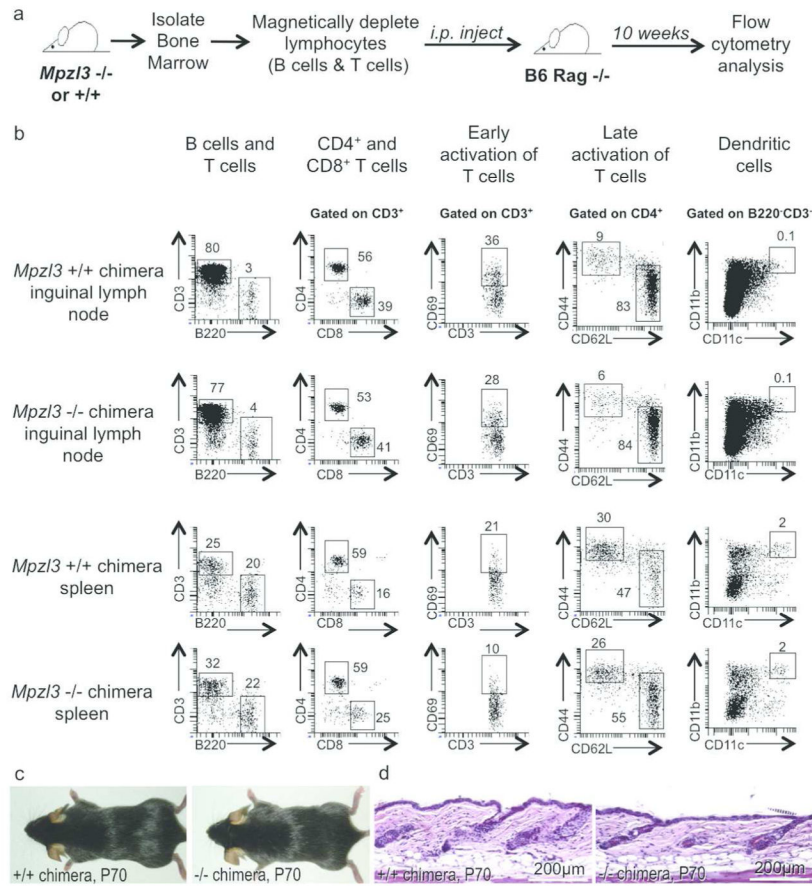 a
Mpzl3 -/-
or +/+
Isolate
Bone
Marrow
Magnetically deplete
lymphocytes
(B cells & T cells)
i.p. inject
B6 Rag -/-
10 weeks
Flow
cytometry
analysis
b
B cells and
T cells
CD4⁺ and
CD8⁺ T cells
Early
activation of
T cells
Late
activation of
T cells
Dendritic
cells
Gated on CD3⁺
Gated on CD3⁺
Gated on CD4⁺
Gated on B220⁻CD3⁻
Mpzl3 +/+ chimera
inguinal lymph
node
80
3
CD3
B220
56
39
CD4
CD8
36
CD69
CD3
9
83
CD44
CD62L
0.1
CD11b
CD11c
Mpzl3 -/- chimera
inguinal lymph
node
77
4
CD3
B220
53
41
CD4
CD8
28
CD69
CD3
6
84
CD44
CD62L
0.1
CD11b
CD11c
Mpzl3 +/+ chimera
spleen
25
20
CD3
B220
59
16
CD4
CD8
21
CD69
CD3
30
47
CD44
CD62L
2
CD11b
CD11c
Mpzl3 -/- chimera
spleen
32
22
CD3
B220
59
25
CD4
CD8
10
CD69
CD3
26
55
CD44
CD62L
2
CD11b
CD11c
c
+/+ chimera, P70
-/- chimera, P70
d
+/+ chimera, P70
200µm
-/- chimera, P70
200µm